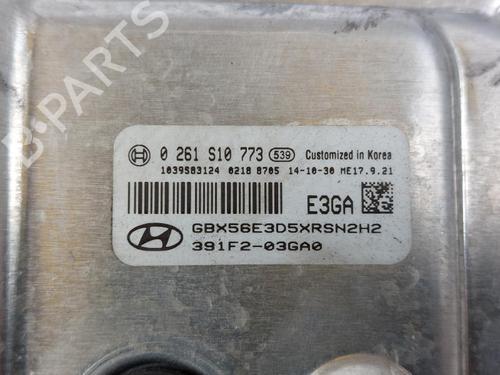 0 261 S10 773 539 Customized in Korea
1039S83124 0218 8705 14-10-30 ME17.9.21
E3GA
GBX56E3D5XRSN2H2
391F2-03GA0
B-PARTS